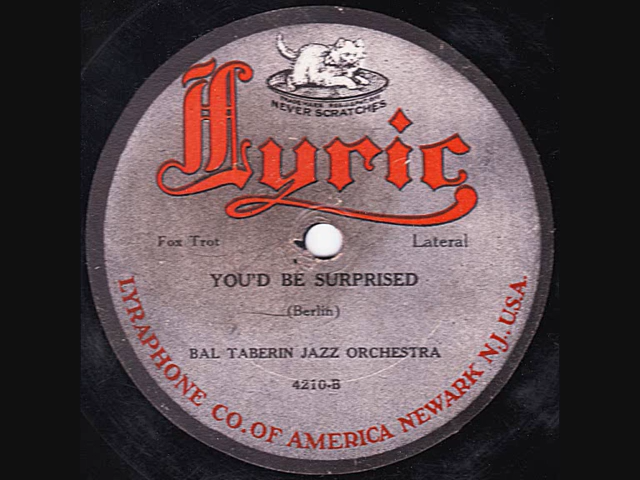 NEVER SCRATCHES
Lyric
Fox Trot
Lateral
YOU'D BE SURPRISED
(Berlin)
BAL TABERIN JAZZ ORCHESTRA
4210-B
LYRAPHONE CO. OF AMERICA NEWARK N.J. U.S.A.